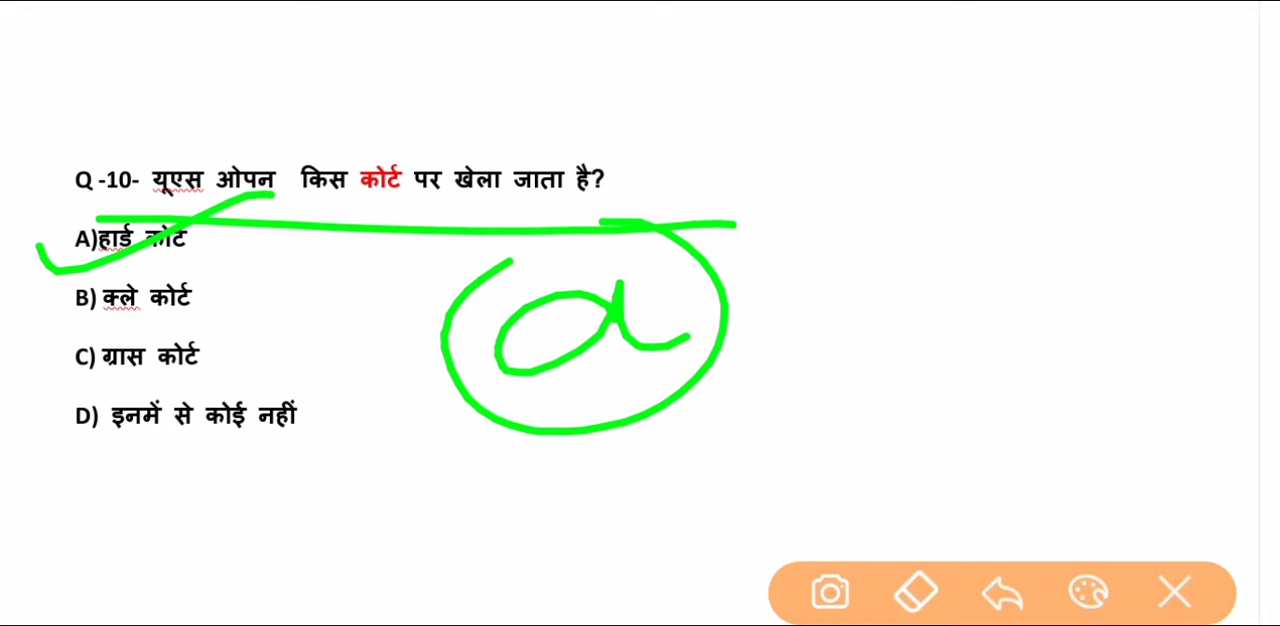 Q -10- यूएस ओपन किस कोर्ट पर खेला जाता है?
A)हार्ड कोर्ट
B) क्ले कोर्ट
C) ग्रास कोर्ट
D) इनमें से कोई नहीं
a